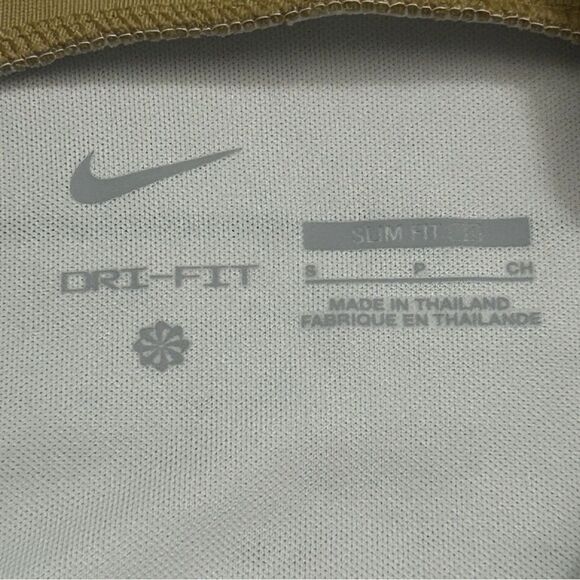 DRI-FIT
SLIM FIT
S P CH
MADE IN THAILAND
FABRIQUE EN THAILANDE